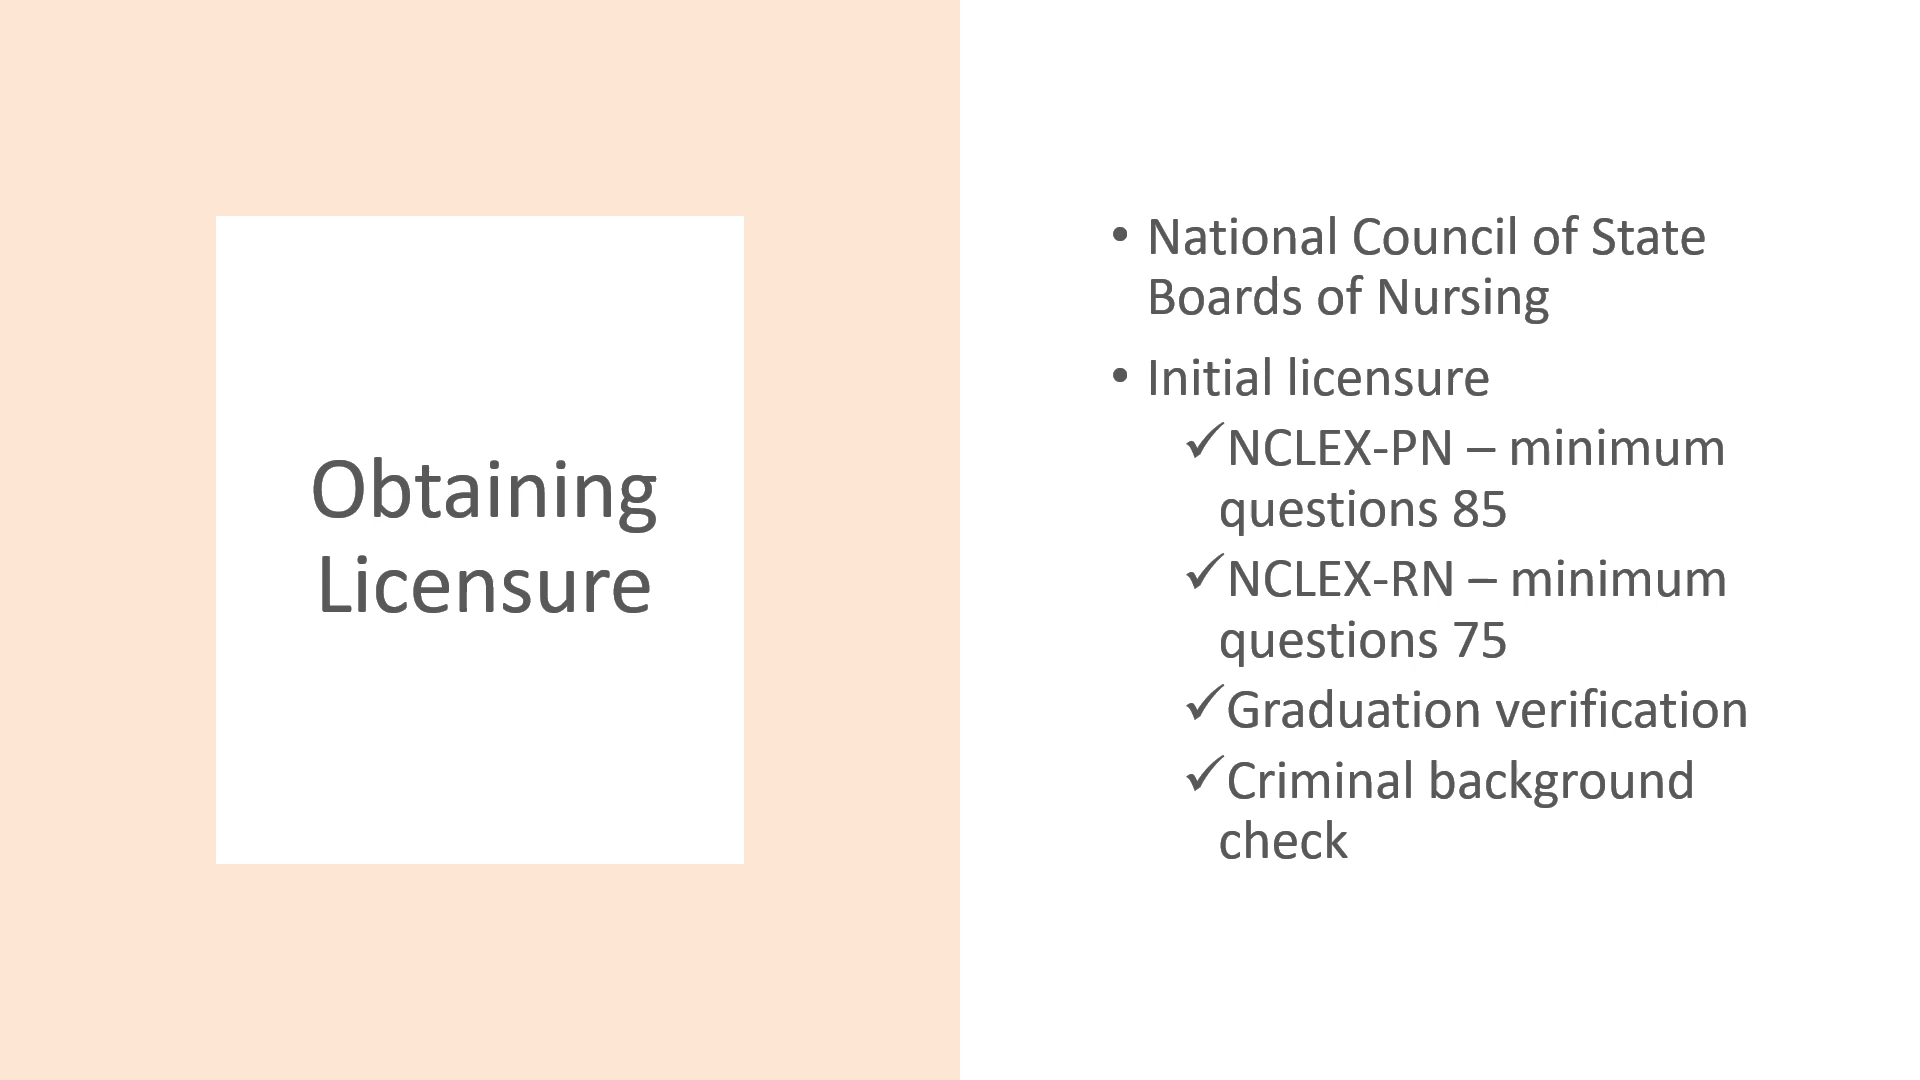 Obtaining
Licensure
• National Council of State
Boards of Nursing
• Initial licensure
✓NCLEX-PN – minimum
questions 85
✓NCLEX-RN – minimum
questions 75
✓Graduation verification
✓Criminal background
check